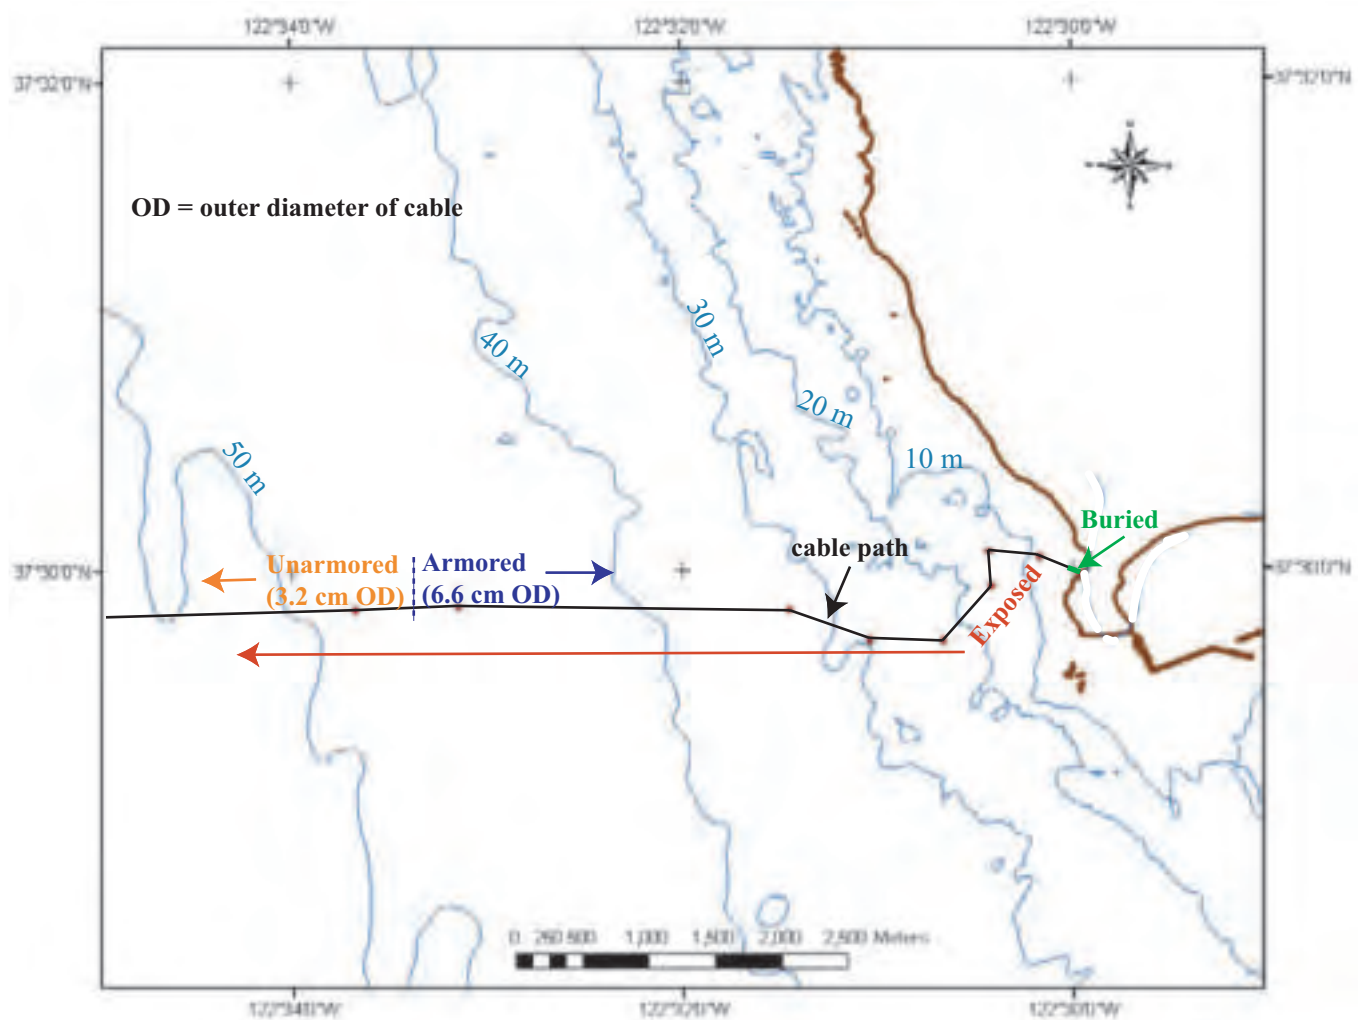 122°34'0"W 122°32'0"W 122°30'0"W
37°32'0"N 37°32'0"N
OD = outer diameter of cable
30 m
40 m
20 m
50 m
10 m
Buried
cable path
Unarmored Armored
37°30'0"N 37°30'0"N
(3.2 cm OD) (6.6 cm OD)
Exposed
0 250 500 1,000 1,500 2,000 2,500 Meters
122°34'0"W 122°32'0"W 122°30'0"W